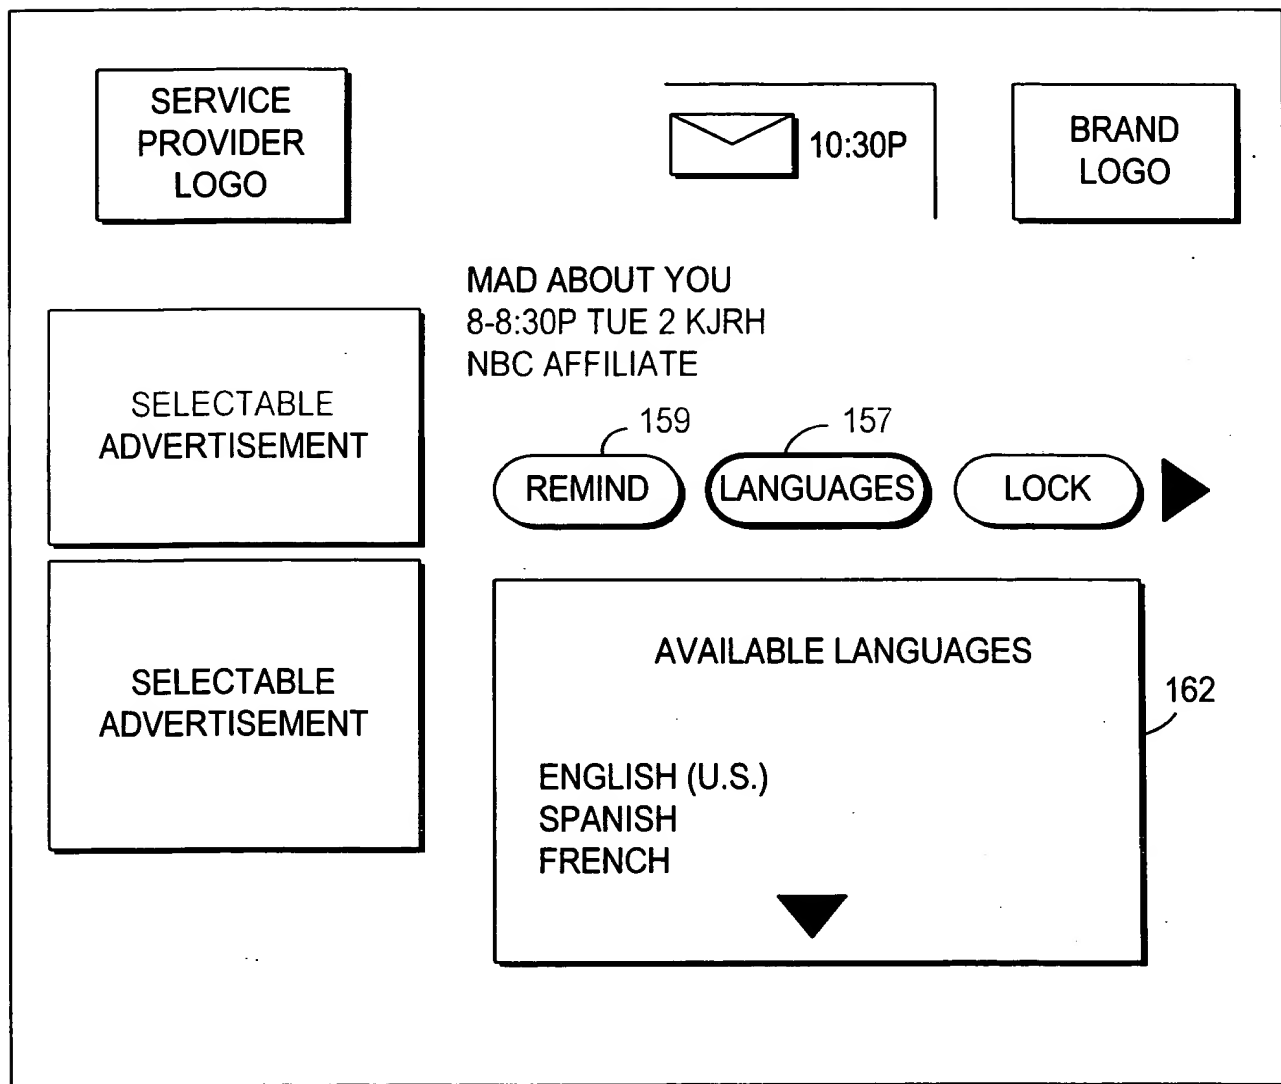 SERVICE
PROVIDER
LOGO
10:30P
BRAND
LOGO
MAD ABOUT YOU
8-8:30P TUE 2 KJRH
NBC AFFILIATE
SELECTABLE
ADVERTISEMENT
159
157
REMIND
LANGUAGES
LOCK
SELECTABLE
ADVERTISEMENT
AVAILABLE LANGUAGES
162
ENGLISH (U.S.)
SPANISH
FRENCH